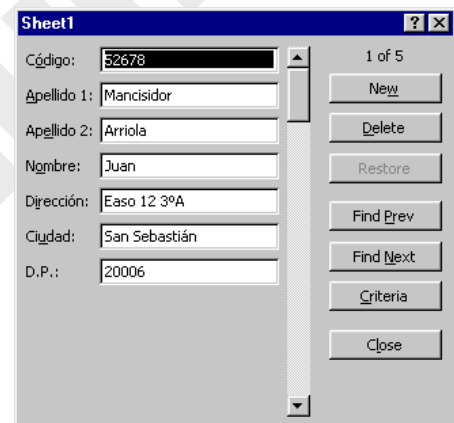 Sheet1
Código: 52678
Apellido 1: Mancisidor
Apellido 2: Arriola
Nombre: Juan
Dirección: Easo 12 3ºA
Ciudad: San Sebastián
D.P.: 20006
1 of 5
New
Delete
Restore
Find Prev
Find Next
Criteria
Close